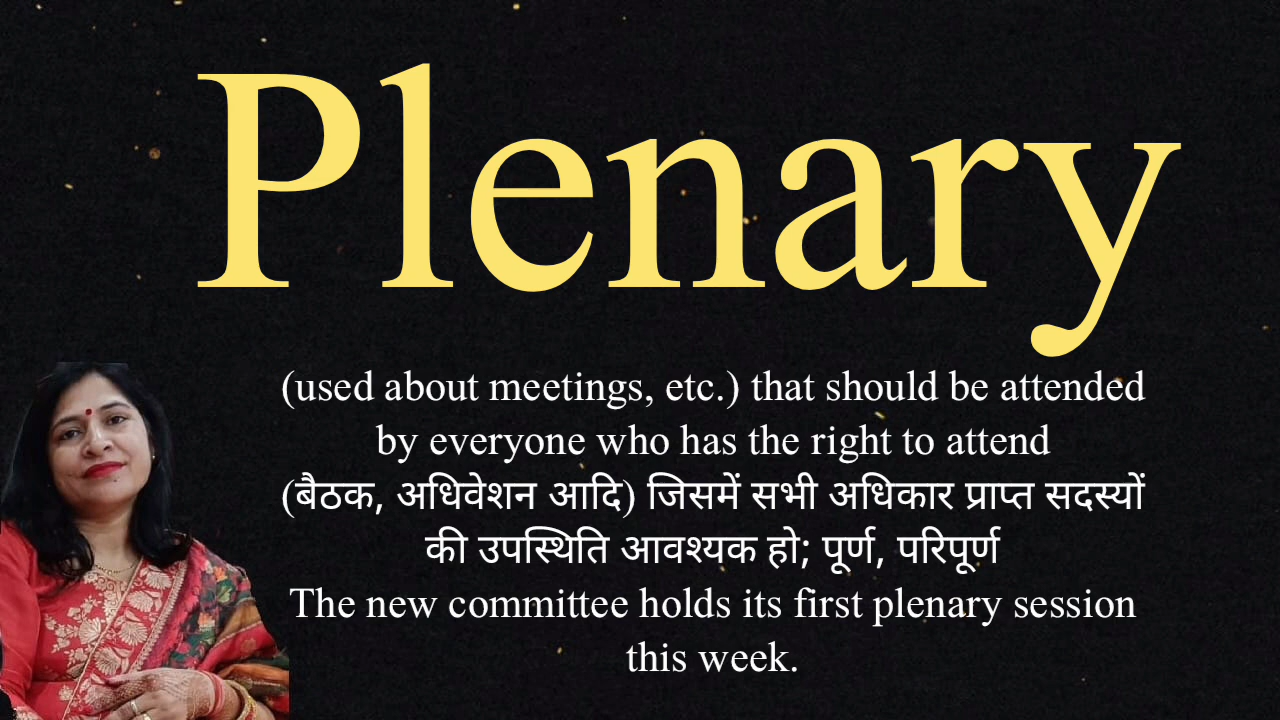 Plenary
(used about meetings, etc.) that should be attended
by everyone who has the right to attend
(बैठक, अधिवेशन आदि) जिसमें सभी अधिकार प्राप्त सदस्यों
की उपस्थिति आवश्यक हो; पूर्ण, परिपूर्ण
The new committee holds its first plenary session
this week.